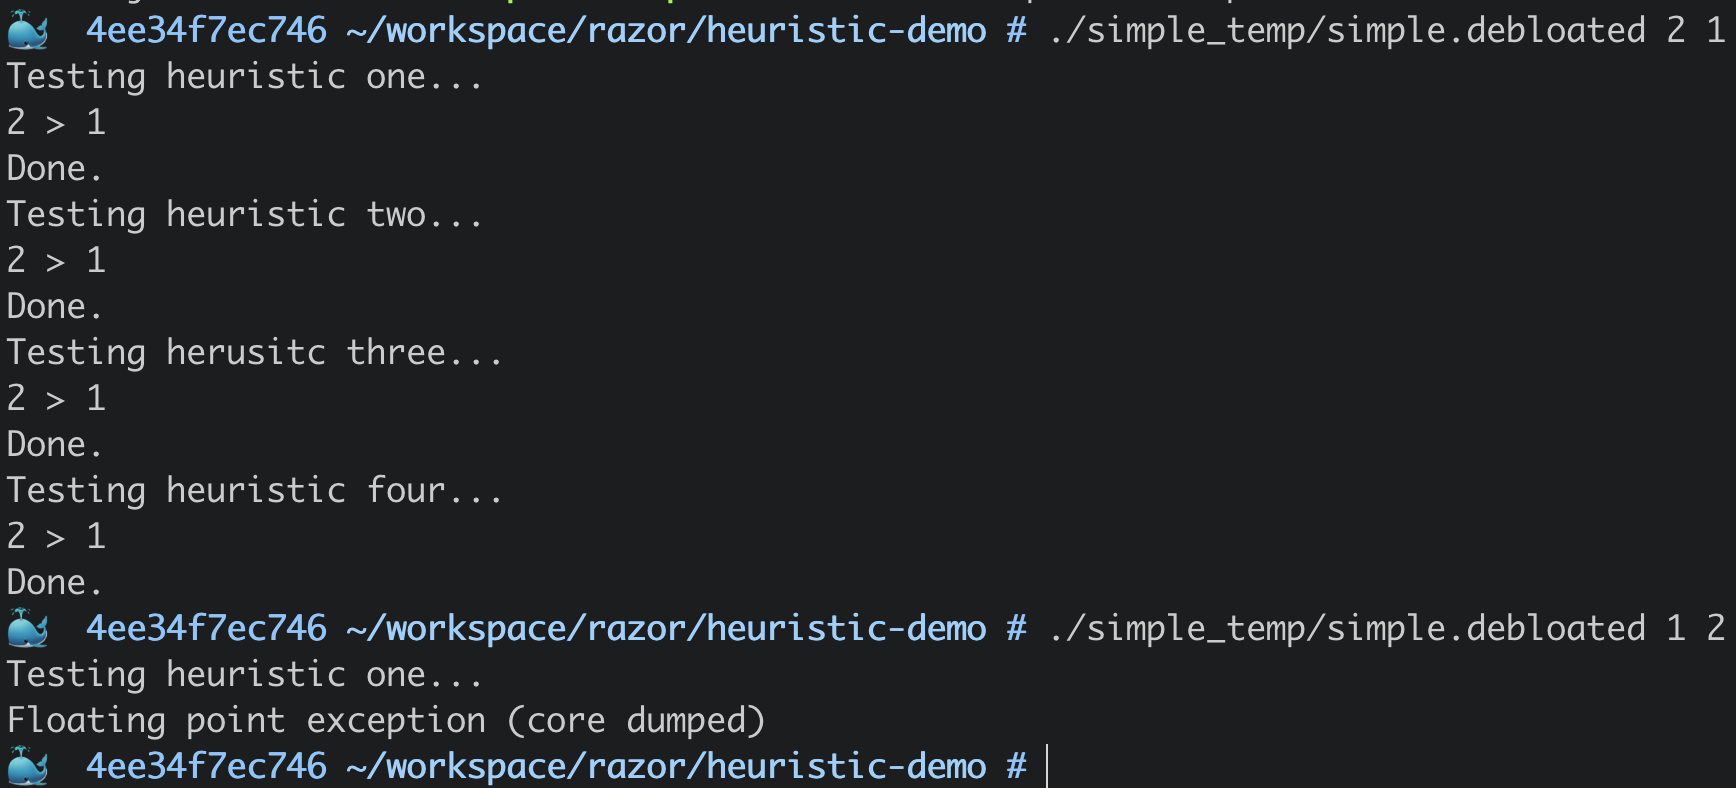 4ee34f7ec746 ~/workspace/razor/heuristic-demo # ./simple_temp/simple.debloated 2 1
Testing heuristic one...
2 > 1
Done.
Testing heuristic two...
2 > 1
Done.
Testing herusitc three...
2 > 1
Done.
Testing heuristic four...
2 > 1
Done.
4ee34f7ec746 ~/workspace/razor/heuristic-demo # ./simple_temp/simple.debloated 1 2
Testing heuristic one...
Floating point exception (core dumped)
4ee34f7ec746 ~/workspace/razor/heuristic-demo #